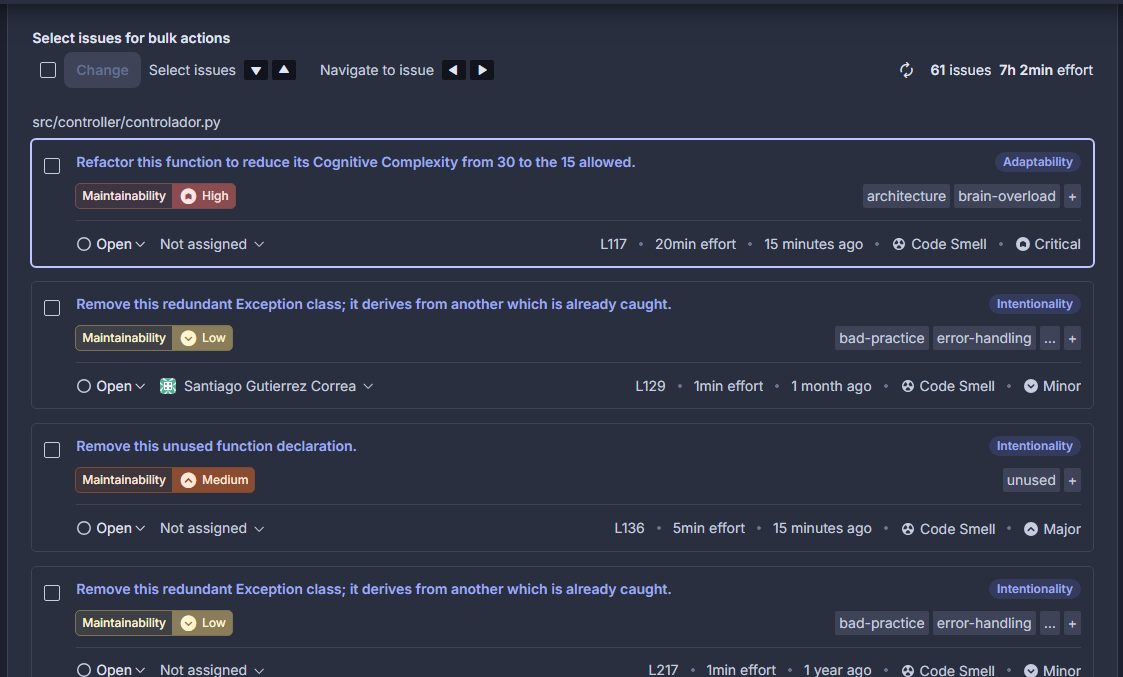 Select issues for bulk actions
Change Select issues Navigate to issue 61 issues 7h 2min effort
src/controller/controlador.py
Refactor this function to reduce its Cognitive Complexity from 30 to the 15 allowed. Adaptability
Maintainability High architecture brain-overload +
Open Not assigned L117 • 20min effort • 15 minutes ago • Code Smell • Critical
Remove this redundant Exception class; it derives from another which is already caught. Intentionality
Maintainability Low bad-practice error-handling ... +
Open Santiago Gutierrez Correa L129 • 1min effort • 1 month ago • Code Smell • Minor
Remove this unused function declaration. Intentionality
Maintainability Medium unused +
Open Not assigned L136 • 5min effort • 15 minutes ago • Code Smell • Major
Remove this redundant Exception class; it derives from another which is already caught. Intentionality
Maintainability Low bad-practice error-handling ... +
Open Not assigned L217 • 1min effort • 1 year ago • Code Smell • Minor